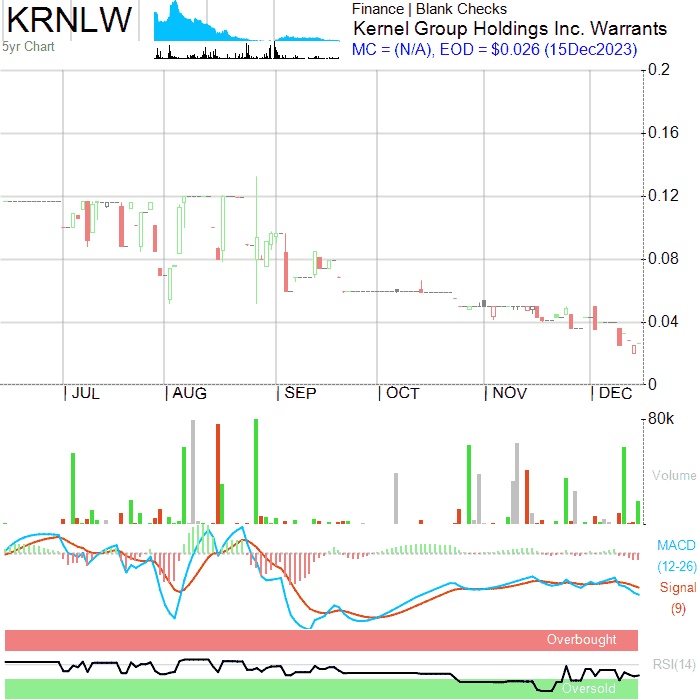 KRNLW
5yr Chart
Finance | Blank Checks
Kernel Group Holdings Inc. Warrants
MC = (N/A), EOD = $0.026 (15Dec2023)
0.2
0.16
0.12
0.08
0.04
0
JUL AUG SEP OCT NOV DEC
80k
Volume
MACD
(12-26)
Signal
(9)
Overbought
RSI(14)
Oversold